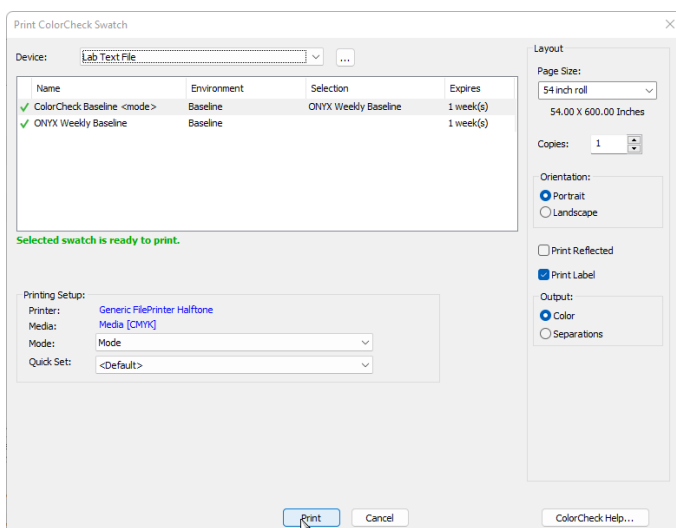 Print ColorCheck Swatch
Device: Lab Text File ...
Name Environment Selection Expires
ColorCheck Baseline <mode> Baseline ONYX Weekly Baseline 1 week(s)
ONYX Weekly Baseline Baseline 1 week(s)
Selected swatch is ready to print.
Printing Setup:
Printer: Generic FilePrinter Halftone
Media: Media [CMYK]
Mode: Mode
Quick Set: <Default>
Layout
Page Size:
54 inch roll
54.00 X 600.00 Inches
Copies: 1
Orientation:
Portrait
Landscape
Print Reflected
Print Label
Output:
Color
Separations
Print Cancel ColorCheck Help...